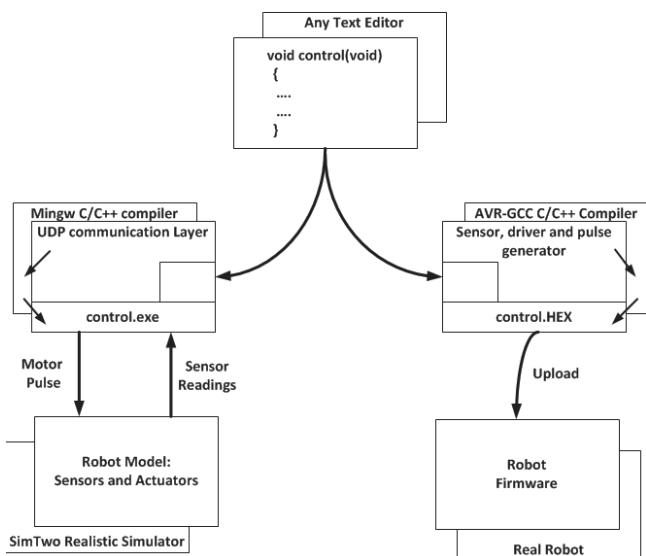 Any Text Editor
void control(void)
{
....
....
}
Mingw C/C++ compiler
UDP communication Layer
control.exe
AVR-GCC C/C++ Compiler
Sensor, driver and pulse
generator
control.HEX
Motor
Pulse
Sensor
Readings
Upload
Robot Model:
Sensors and Actuators
SimTwo Realistic Simulator
Robot
Firmware
Real Robot